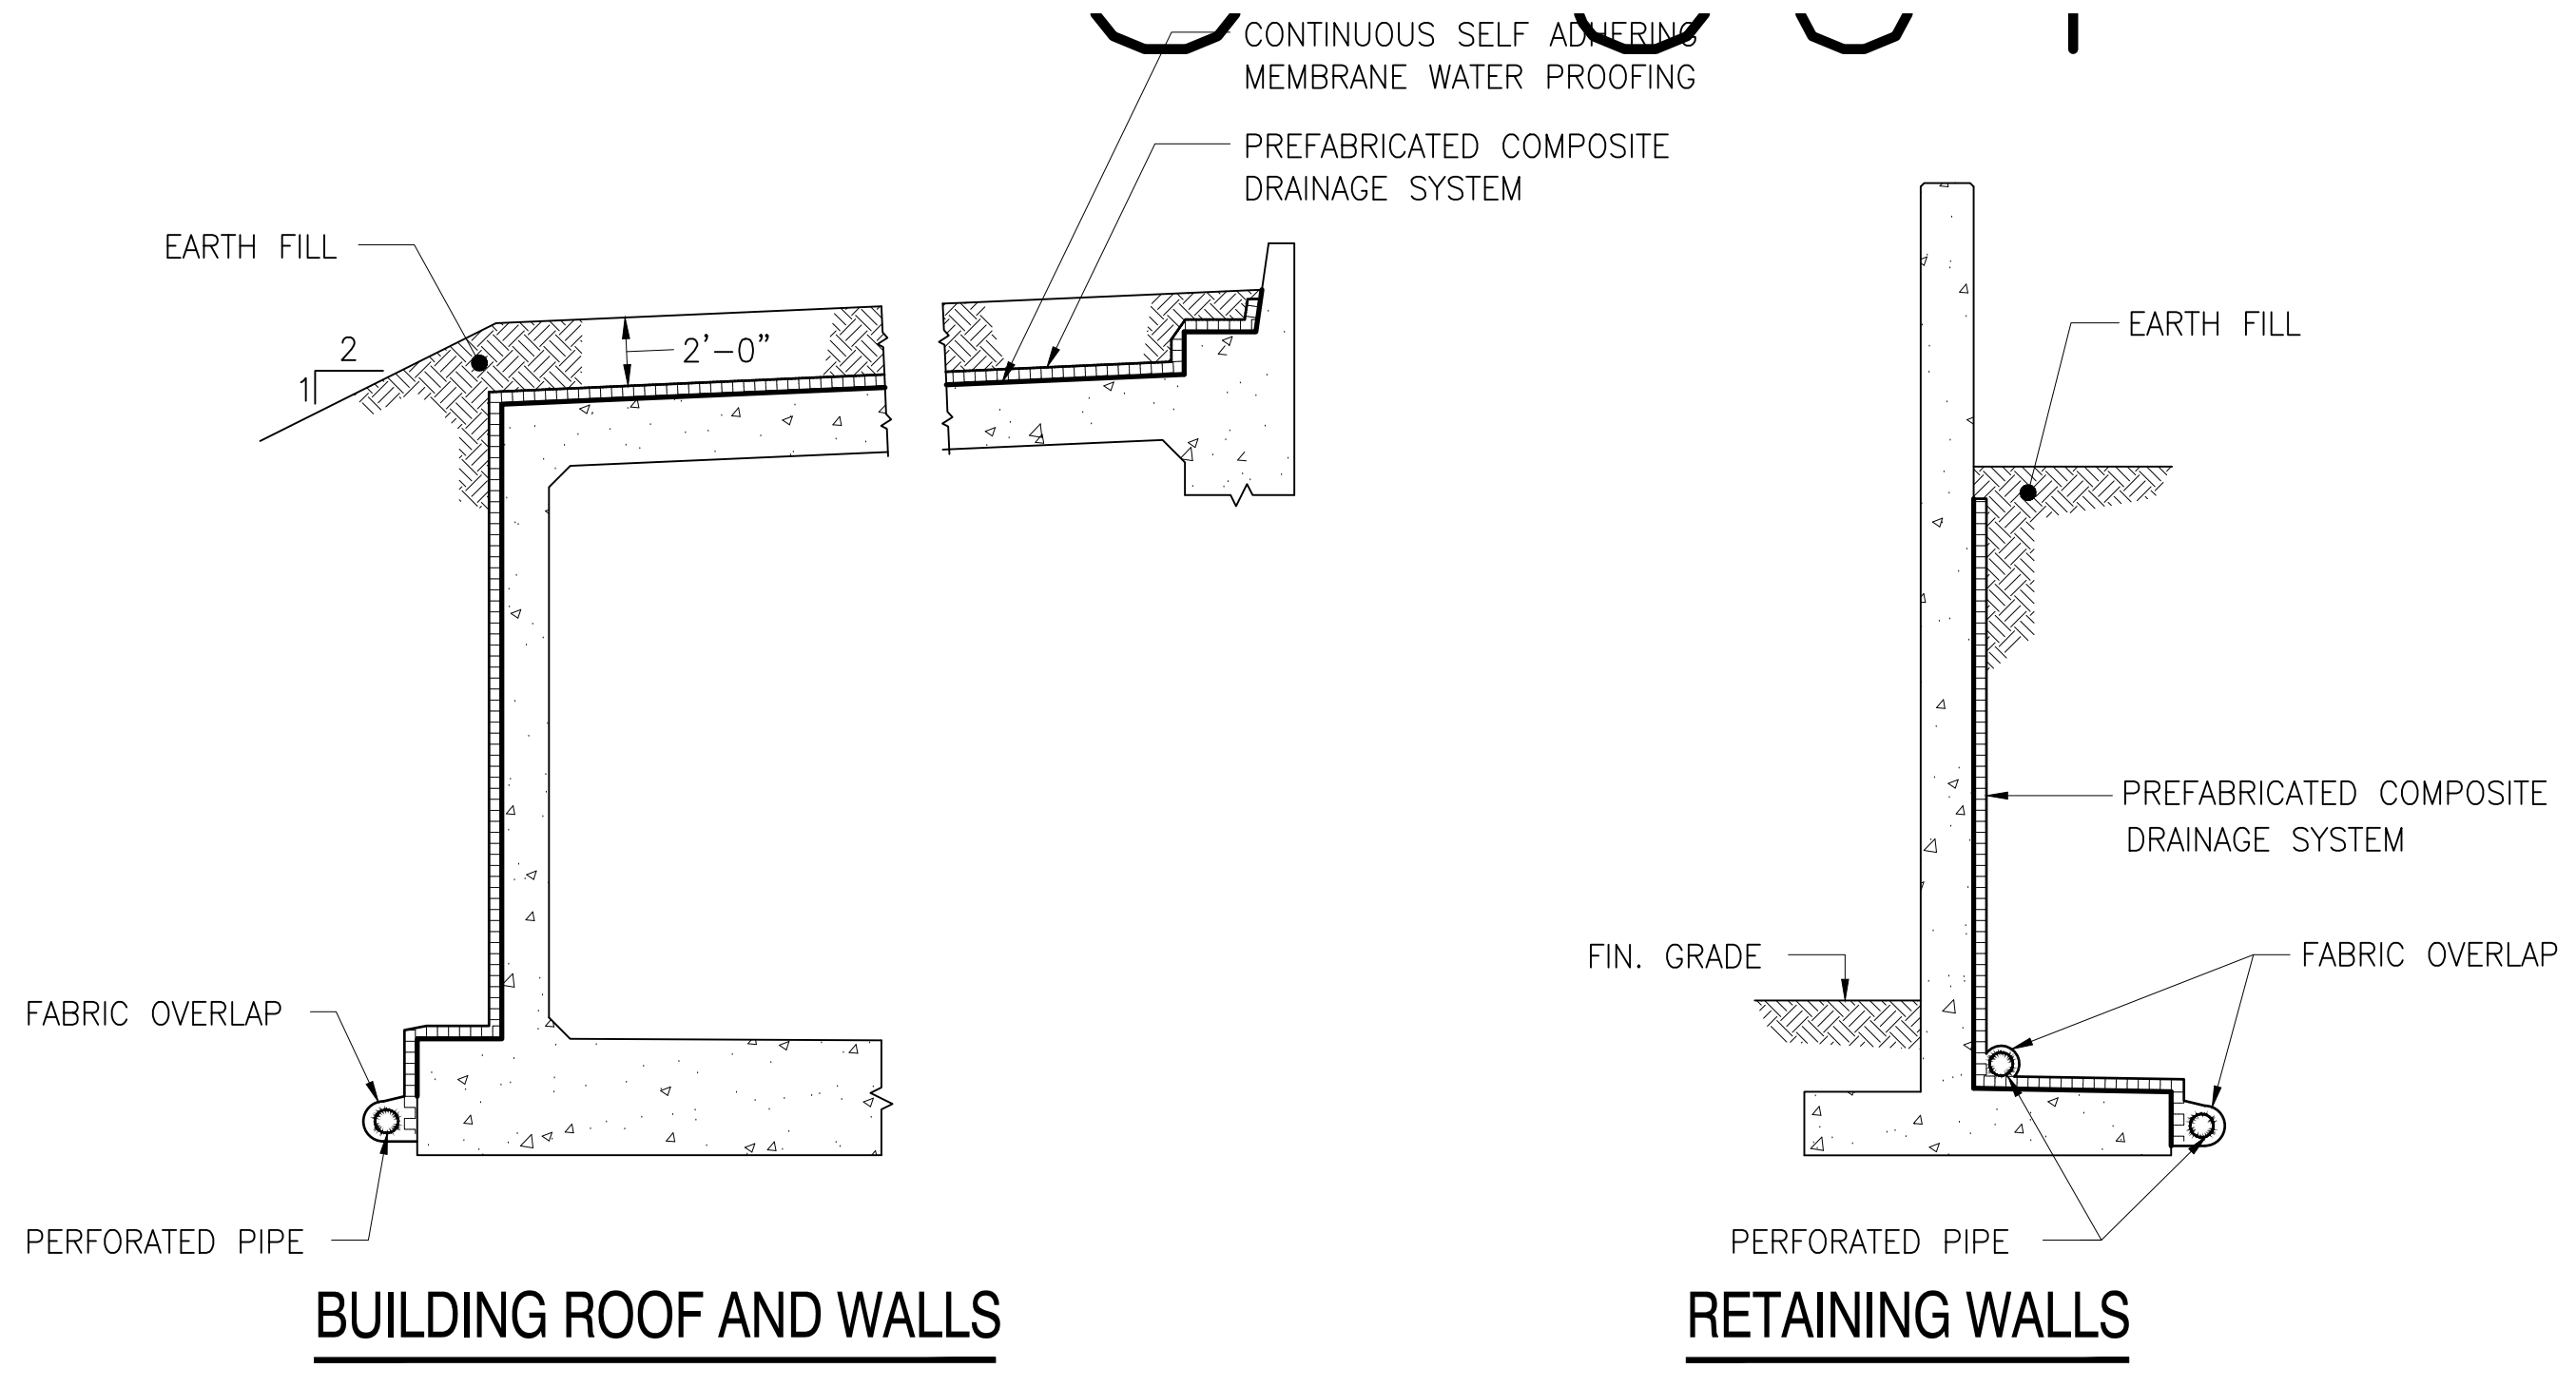 CONTINUOUS SELF ADHERING
MEMBRANE WATER PROOFING
PREFABRICATED COMPOSITE
DRAINAGE SYSTEM
EARTH FILL
2
1
2'-0"
EARTH FILL
PREFABRICATED COMPOSITE
DRAINAGE SYSTEM
FIN. GRADE
FABRIC OVERLAP
FABRIC OVERLAP
PERFORATED PIPE
PERFORATED PIPE
BUILDING ROOF AND WALLS
RETAINING WALLS